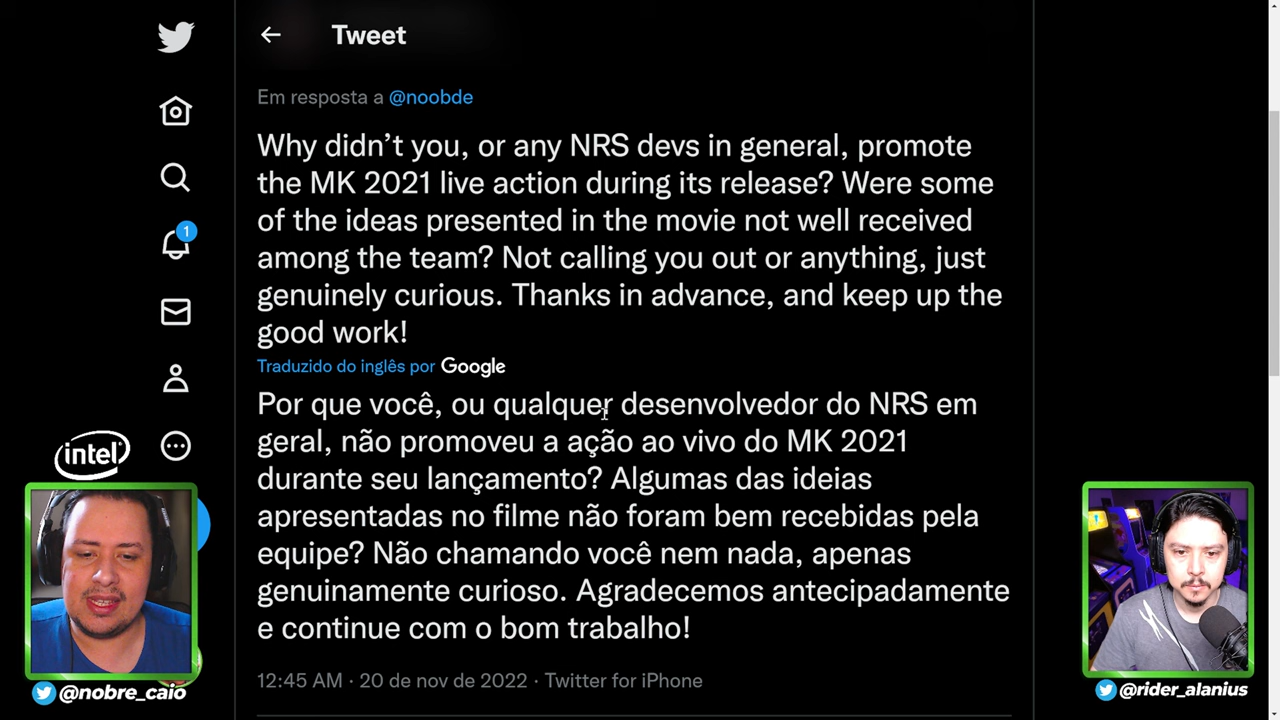 Tweet
Em resposta a @noobde
Why didn’t you, or any NRS devs in general, promote
the MK 2021 live action during its release? Were some
of the ideas presented in the movie not well received
among the team? Not calling you out or anything, just
genuinely curious. Thanks in advance, and keep up the
good work!
Traduzido do inglês por Google
Por que você, ou qualquer desenvolvedor do NRS em
geral, não promoveu a ação ao vivo do MK 2021
durante seu lançamento? Algumas das ideias
apresentadas no filme não foram bem recebidas pela
equipe? Não chamando você nem nada, apenas
genuinamente curioso. Agradecemos antecipadamente
e continue com o bom trabalho!
12:45 AM · 20 de nov de 2022 · Twitter for iPhone
1
intel
@nobre_caio
@rider_alanius